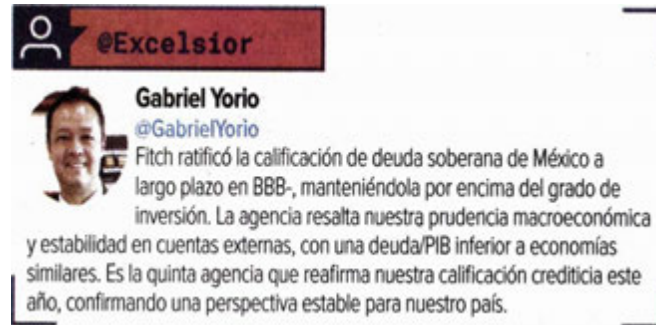 @Excelsior
Gabriel Yorio
@GabrielYorio
Fitch ratificó la calificación de deuda soberana de México a
largo plazo en BBB-, manteniéndola por encima del grado de
inversión. La agencia resalta nuestra prudencia macroeconómica
y estabilidad en cuentas externas, con una deuda/PIB inferior a economías
similares. Es la quinta agencia que reafirma nuestra calificación crediticia este
año, confirmando una perspectiva estable para nuestro país.